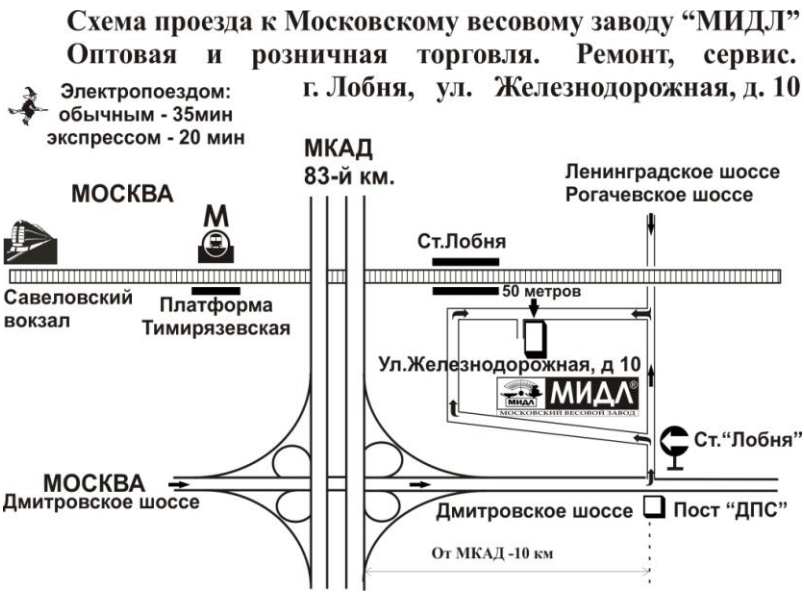 Схема проезда к Московскому весовому заводу “МИДЛ”
Оптовая и розничная торговля. Ремонт, сервис.
г. Лобня, ул. Железнодорожная, д. 10
Электропоездом:
обычным - 35мин
экспрессом - 20 мин
МКАД
83-й км.
Ленинградское шоссе
Рогачевское шоссе
МОСКВА
М
Ст.Лобня
Савеловский
вокзал
Платформа
Тимирязевская
50 метров
Ул.Железнодорожная, д 10
МИДЛ
МИДЛ®
МОСКОВСКИЙ ВЕСОВОЙ ЗАВОД
Ст.“Лобня”
МОСКВА
Дмитровское шоссе
Дмитровское шоссе
Пост “ДПС”
От МКАД -10 км